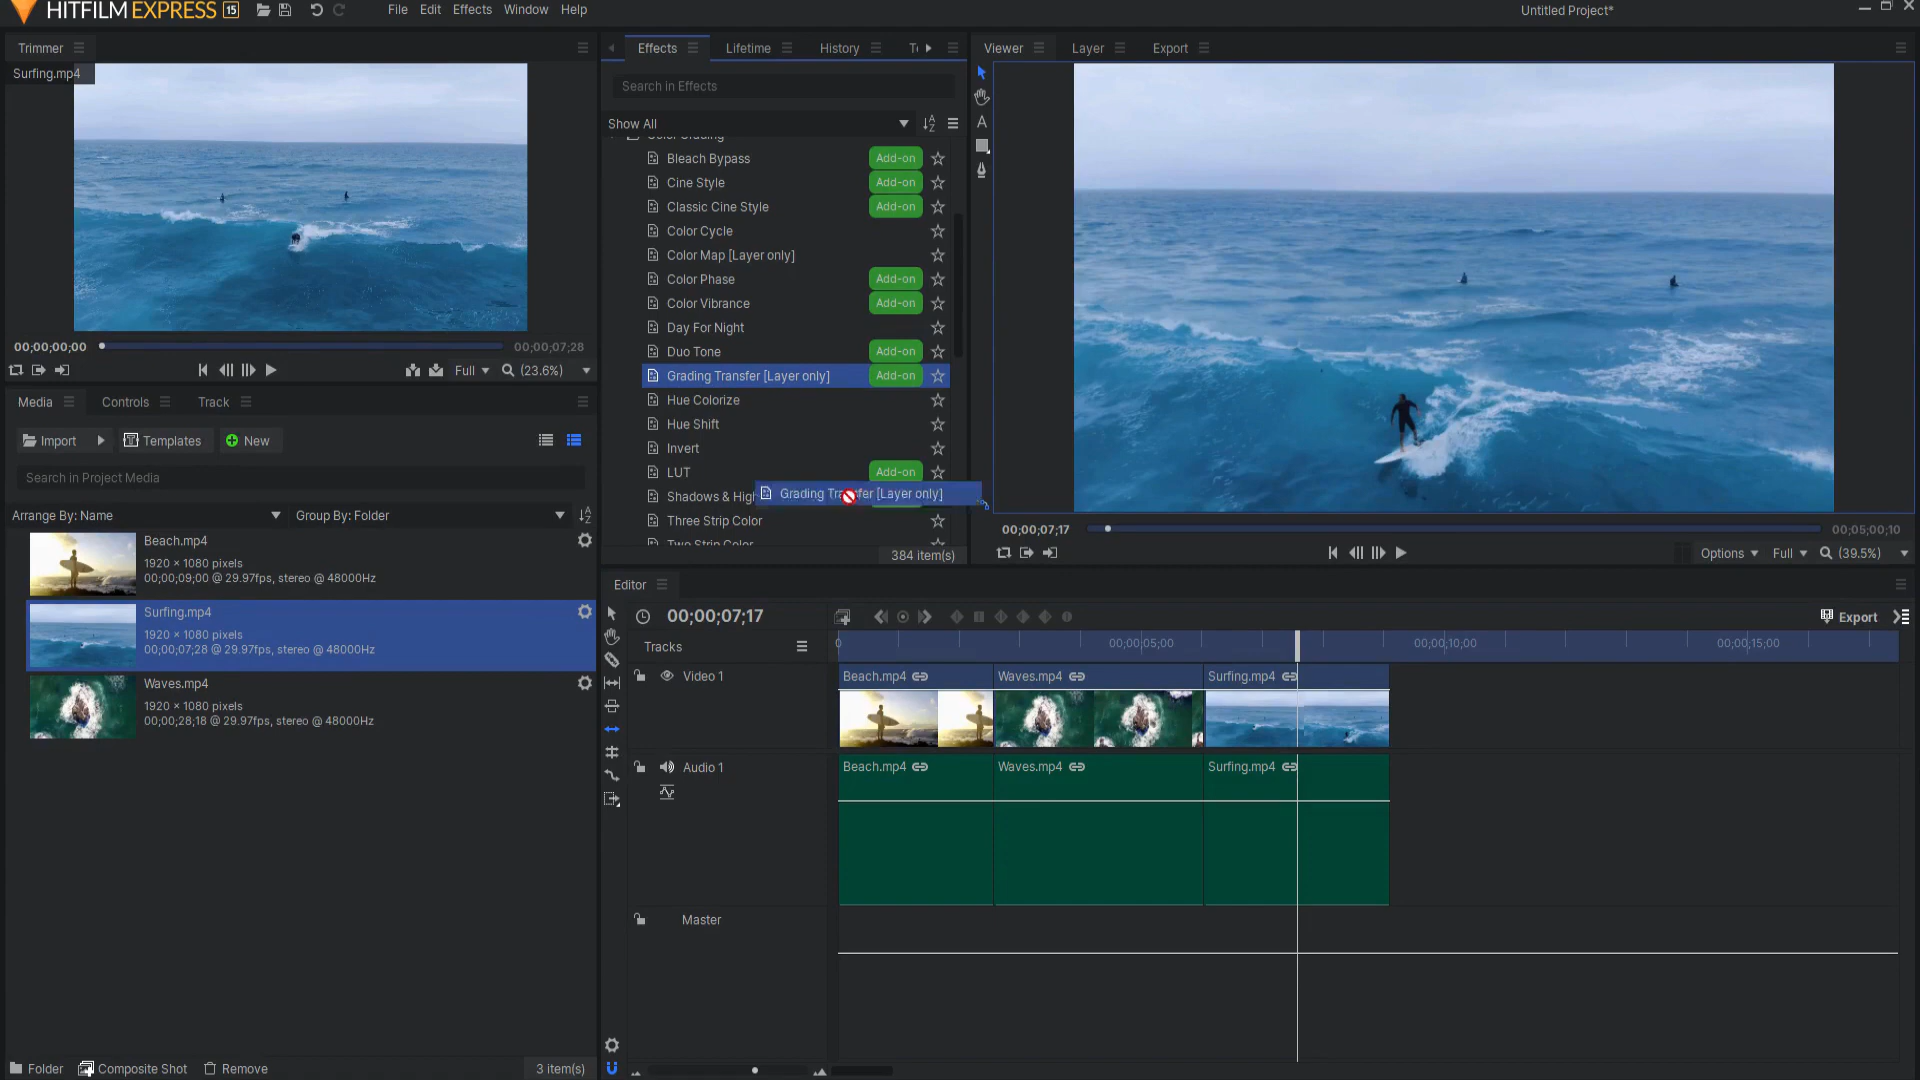 HITFILM EXPRESS 15
File Edit Effects Window Help
Untitled Project*
Trimmer
Surfing.mp4
00;00;00;00
00;00;07;28
Full
(23.6%)
Media Controls Track
Import Templates New
Search in Project Media
Arrange By: Name
Group By: Folder
Beach.mp4
1920 × 1080 pixels
00;00;09;00 @ 29.97fps, stereo @ 48000Hz
Surfing.mp4
1920 × 1080 pixels
00;00;07;28 @ 29.97fps, stereo @ 48000Hz
Waves.mp4
1920 × 1080 pixels
00;00;28;18 @ 29.97fps, stereo @ 48000Hz
Folder Composite Shot Remove
3 item(s)
Effects Lifetime History
Search in Effects
Show All
Color Grading
Bleach Bypass Add-on
Cine Style Add-on
Classic Cine Style Add-on
Color Cycle
Color Map [Layer only]
Color Phase Add-on
Color Vibrance Add-on
Day For Night
Duo Tone Add-on
Grading Transfer [Layer only] Add-on
Hue Colorize
Hue Shift
Invert
LUT Add-on
Shadows &
Grading [Layer only]
Three Strip Color
Two Strip Color
384 item(s)
Viewer Layer Export
00;00;07;17
00;05;00;10
Options Full (39.5%)
Editor
00;00;07;17
Export
Tracks
0 00;00;05;00 00;00;10;00 00;00;15;00
Video 1
Beach.mp4 Waves.mp4 Surfing.mp4
Audio 1
Beach.mp4 Waves.mp4 Surfing.mp4
Master